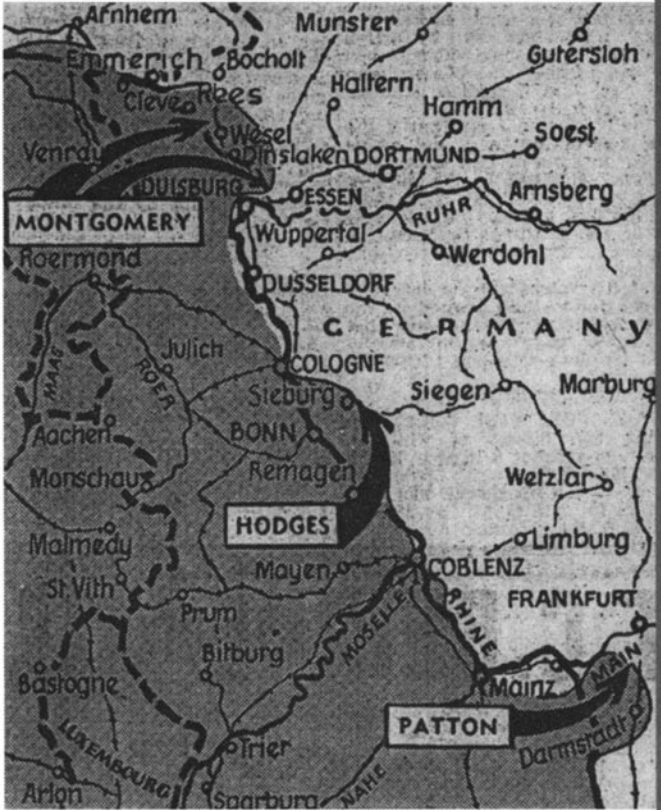 Arnhem
Munster
Gutersloh
Emmerich
Bocholt
Haltern
Cleve
Rees
Hamm
Wesel
Soest
Venray
Dinslaken
DORTMUND
DUISBURG
ESSEN
Arnsberg
MONTGOMERY
RUHR
Wuppertal
Roermond
Werdohl
DUSSELDORF
GERMANY
Julich
MAAS
ROER
COLOGNE
Sieburg
Siegen
Marburg
Aachen
BONN
Monschau
Remagen
Wetzlar
HODGES
Malmedy
Limburg
Mayen
COBLENZ
St.Vith
Prum
RHINE
FRANKFURT
MOSELLE
Bitburg
MAIN
Bastogne
Mainz
PATTON
LUXEMBOURG
Trier
Darmstadt
NAHE
Arlon
Sparburg